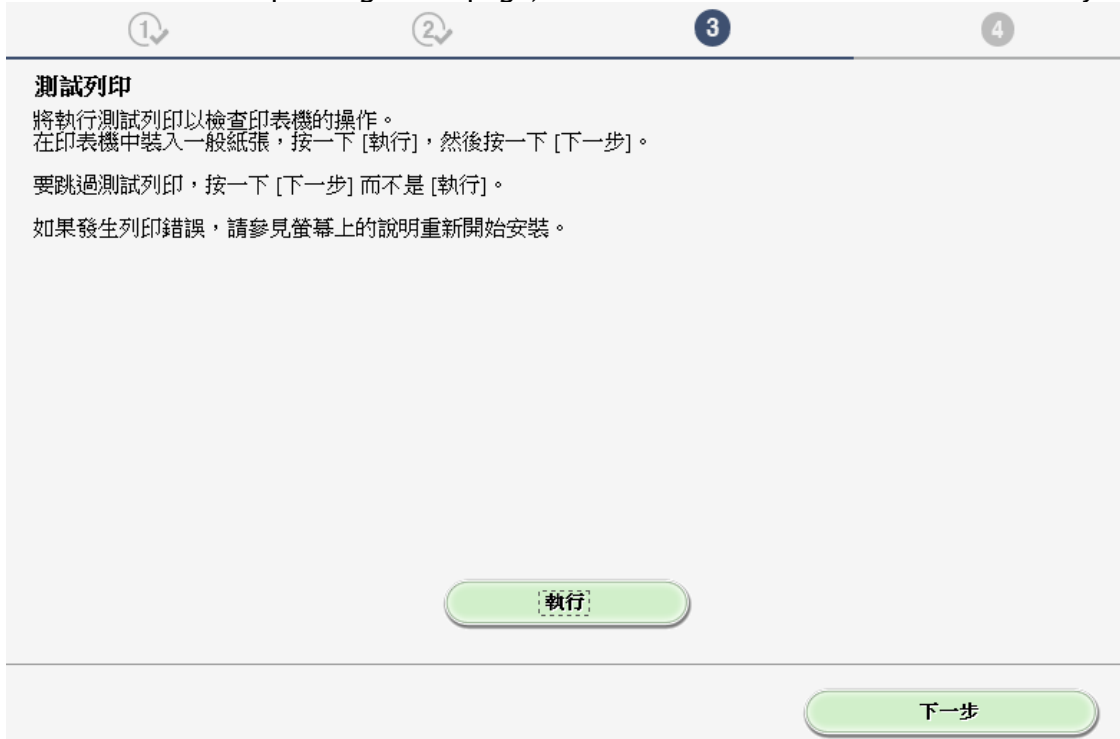 1
2
3
4
測試列印
將執行測試列印以檢查印表機的操作。
在印表機中裝入一般紙張，按一下 [執行]，然後按一下 [下一步]。
要跳過測試列印，按一下 [下一步] 而不是 [執行]。
如果發生列印錯誤，請參見螢幕上的說明重新開始安裝。
執行
下一步